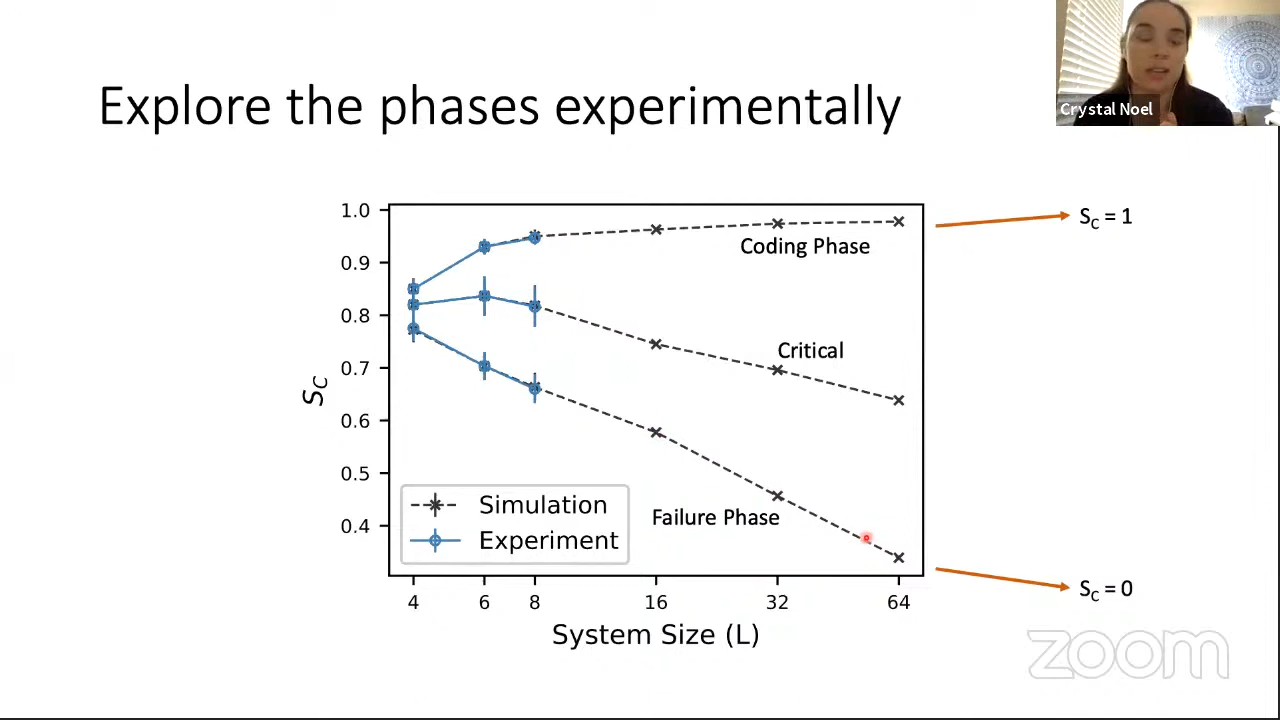 Explore the phases experimentally
Crystal Noel
1.0
0.9
0.8
0.7
0.6
0.5
0.4
S_C
Coding Phase
Critical
Failure Phase
Simulation
Experiment
4 6 8 16 32 64
System Size (L)
S_C = 1
S_C = 0
zoom